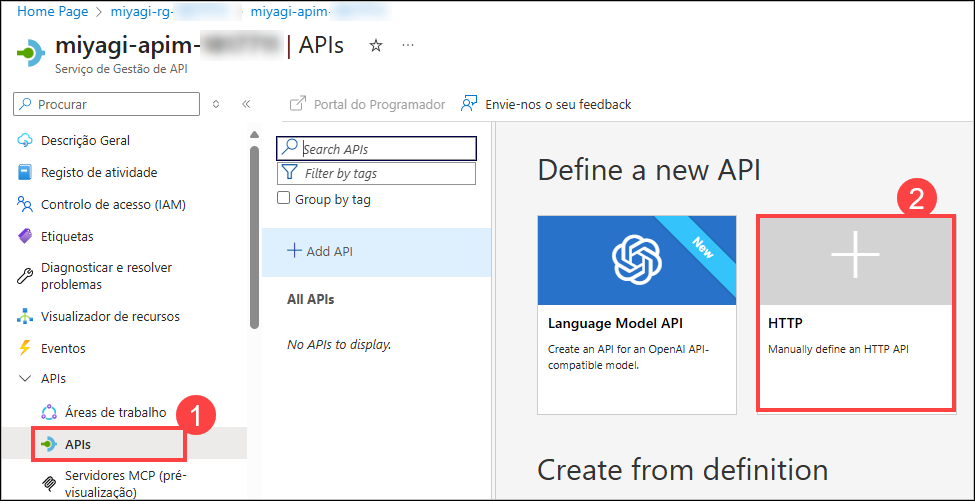 Home Page > miyagi-rg- > miyagi-apim-
miyagi-apim- | APIs
Serviço de Gestão de API
Procurar
Portal do Programador
Envie-nos o seu feedback
Descrição Geral
Registo de atividade
Controlo de acesso (IAM)
Etiquetas
Diagnosticar e resolver
problemas
Visualizador de recursos
Eventos
APIs
Áreas de trabalho
1
APIs
Servidores MCP (pré-
visualização)
Search APIs
Filter by tags
Group by tag
+ Add API
All APIs
No APIs to display.
Define a new API
New
Language Model API
Create an API for an OpenAI API-
compatible model.
2
HTTP
Manually define an HTTP API
Create from definition